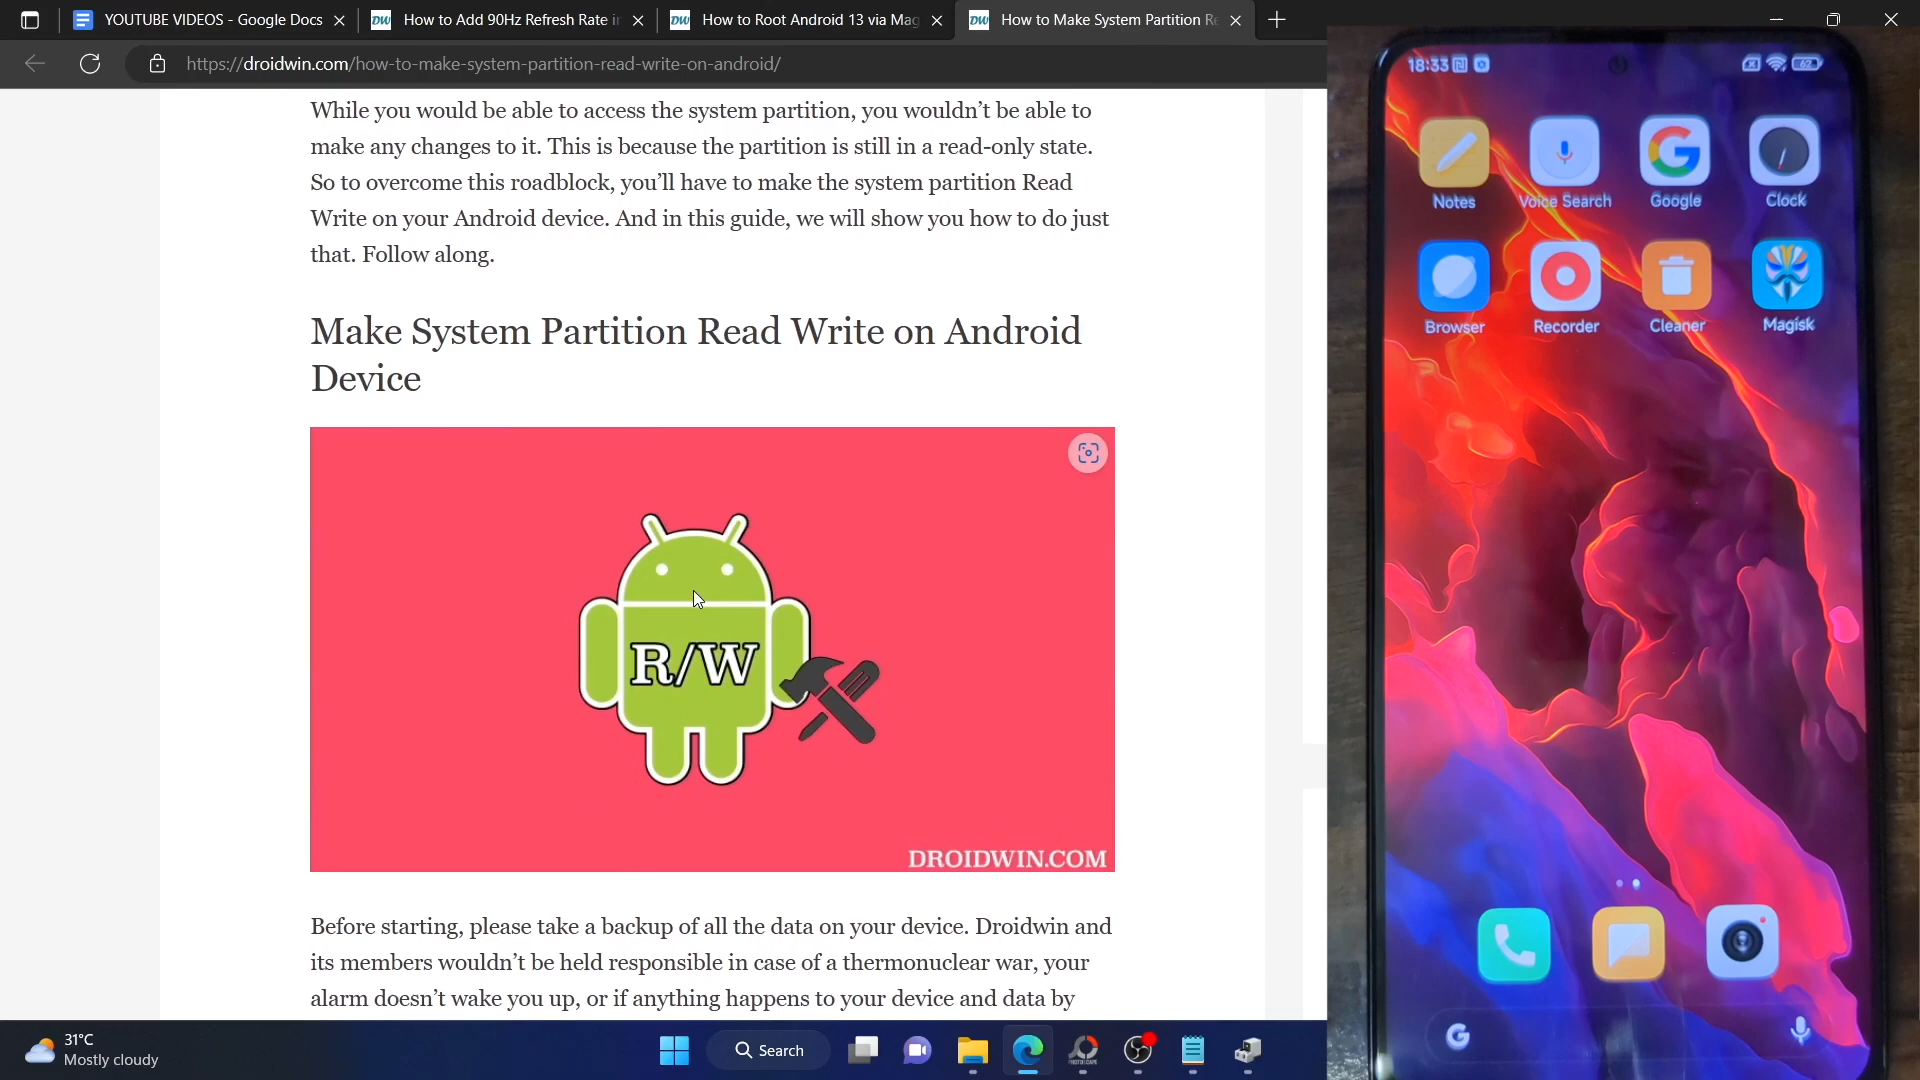 YOUTUBE VIDEOS - Google Docs
DW How to Add 90Hz Refresh Rate in
DW How to Root Android 13 via Mag
DW How to Make System Partition Re
https://droidwin.com/how-to-make-system-partition-read-write-on-android/
While you would be able to access the system partition, you wouldn't be able to
make any changes to it. This is because the partition is still in a read-only state.
So to overcome this roadblock, you'll have to make the system partition Read
Write on your Android device. And in this guide, we will show you how to do just
that. Follow along.
Make System Partition Read Write on Android
Device
R/W
DROIDWIN.COM
Before starting, please take a backup of all the data on your device. Droidwin and
its members wouldn't be held responsible in case of a thermonuclear war, your
alarm doesn't wake you up, or if anything happens to your device and data by
31°C
Mostly cloudy
Search
18:33
62
Notes
Voice Search
Google
Clock
Browser
Recorder
Cleaner
Magisk